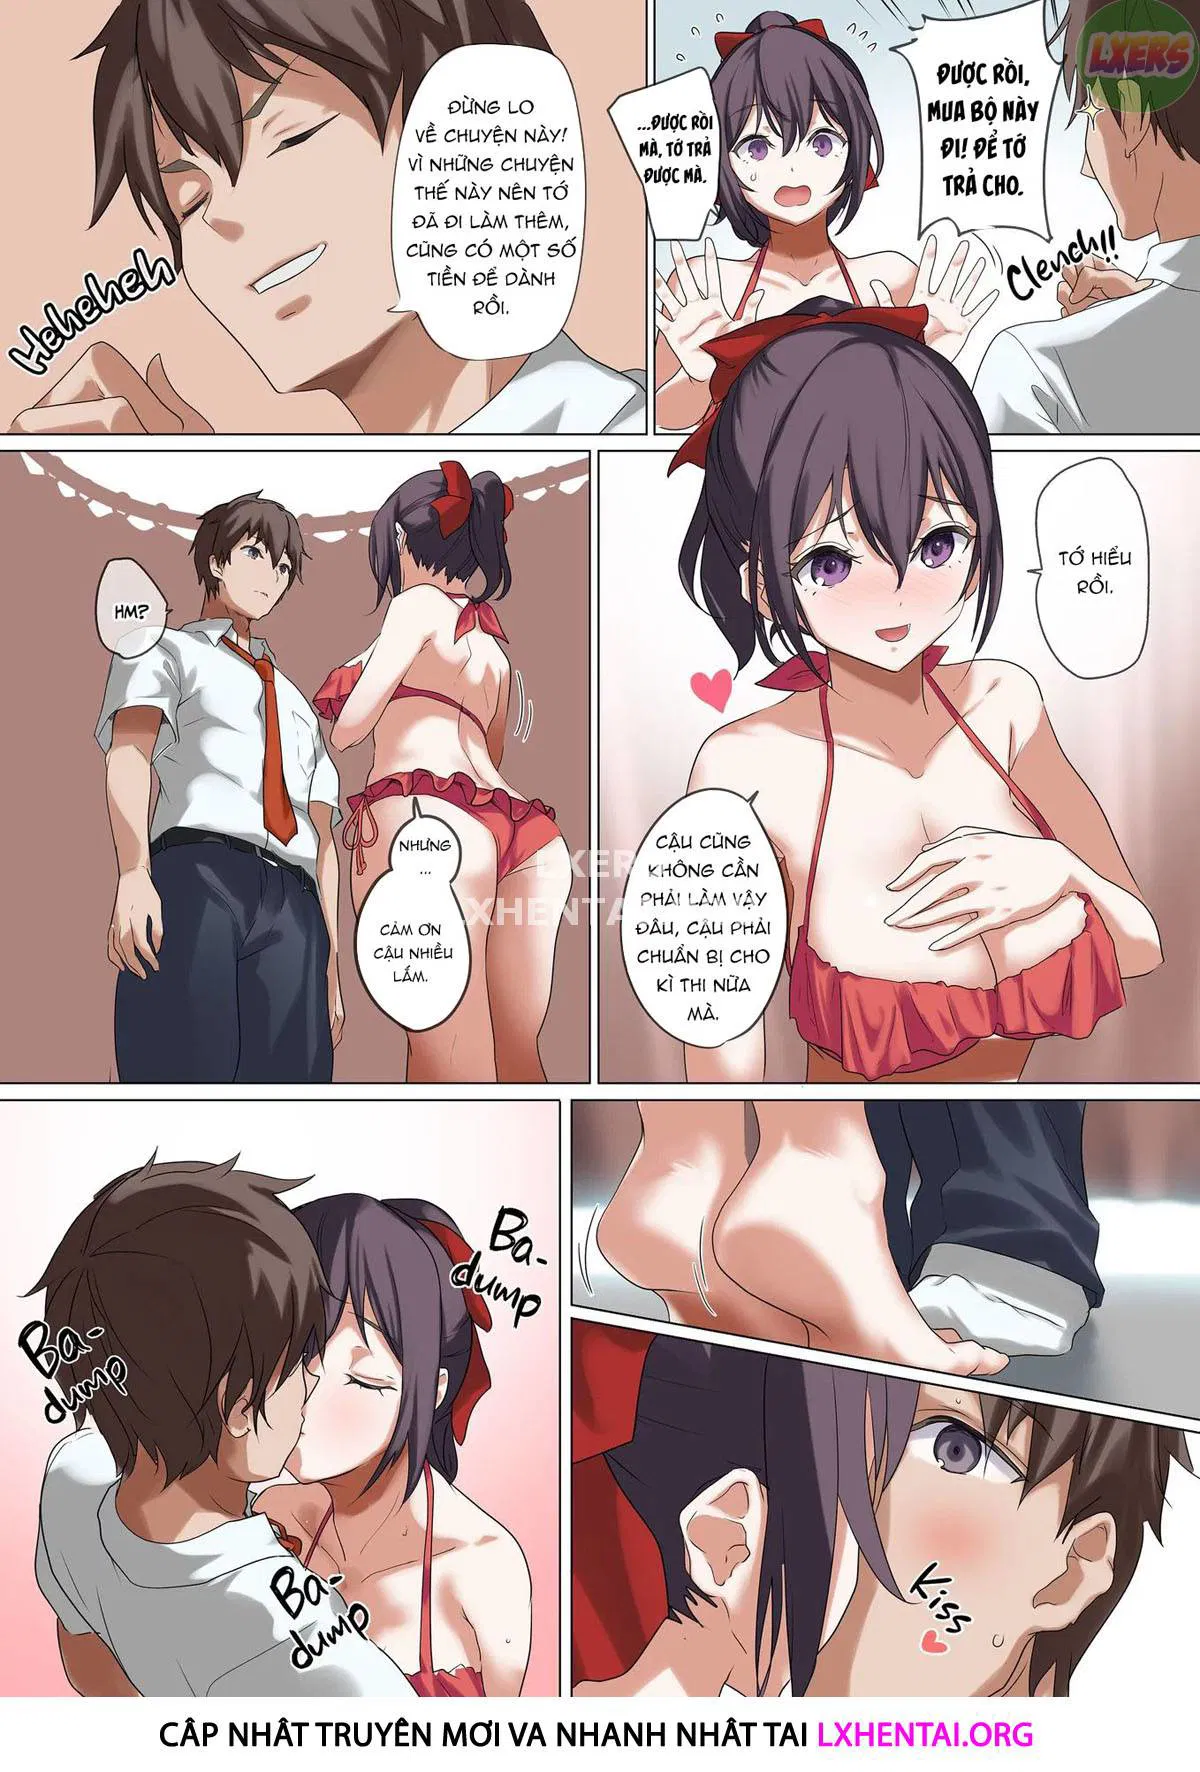 LXERS
ĐƯỢC RỒI,
MUA BỘ NÀY
ĐI! ĐỂ TỚ
TRẢ CHO.
...ĐƯỢC RỒI
MÀ, TỚ TRẢ
ĐƯỢC MÀ.
Clench!!
ĐỪNG LO
VỀ CHUYỆN NÀY!
VÌ NHỮNG CHUYỆN
THẾ NÀY NÊN TỚ
ĐÃ ĐI LÀM THÊM,
CŨNG CÓ MỘT SỐ
TIỀN ĐỂ DÀNH
RỒI.
Heheheh
TỚ HIỂU
RỒI.
CẬU CŨNG
KHÔNG CẦN
PHẢI LÀM VẬY
ĐÂU, CẬU PHẢI
CHUẨN BỊ CHO
KÌ THI NỮA
MÀ.
HM?
NHƯNG
...
CẢM ƠN
CẬU NHIỀU
LẮM.
LXERS
LXHENTAI
Kiss
Ba-
dump
Ba-
dump
Ba-
dump
CẬP NHẬT TRUYỆN MỚI VÀ NHANH NHẤT TẠI LXHENTAI.ORG